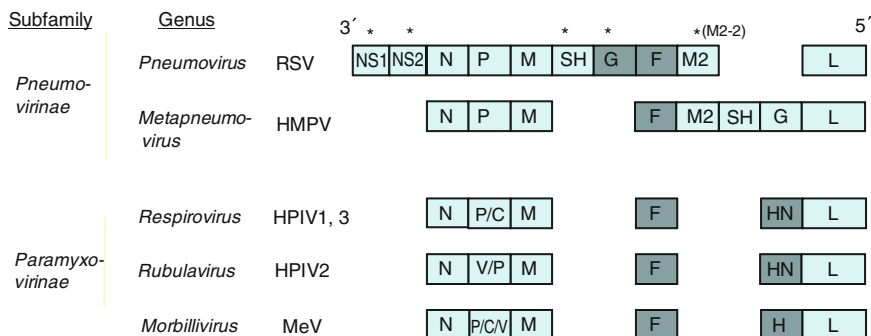 Subfamily Genus 3´ * * * * *(M2-2) 5´
Pneumo-
virinae
Pneumovirus RSV NS1 NS2 N P M SH G F M2 L
Metapneumo-
virus HMPV N P M F M2 SH G L
Paramyxo-
virinae
Respirovirus HPIV1, 3 N P/C M F HN L
Rubulavirus HPIV2 N V/P M F HN L
Morbillivirus MeV N P/C/V M F H L